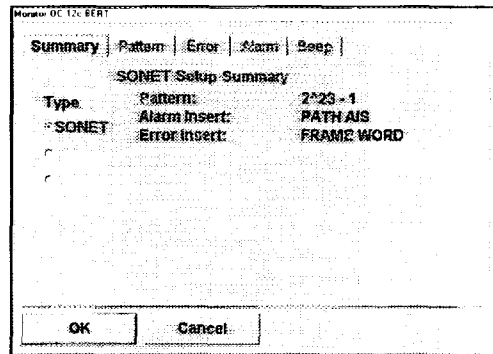 Monitor OC 12c BERT
Summary Pattern Error Alarm Beep
SONET Setup Summary
Type Pattern: 2^23 - 1
Alarm Insert: PATH AIS
SONET Error Insert: FRAME WORD
OK Cancel